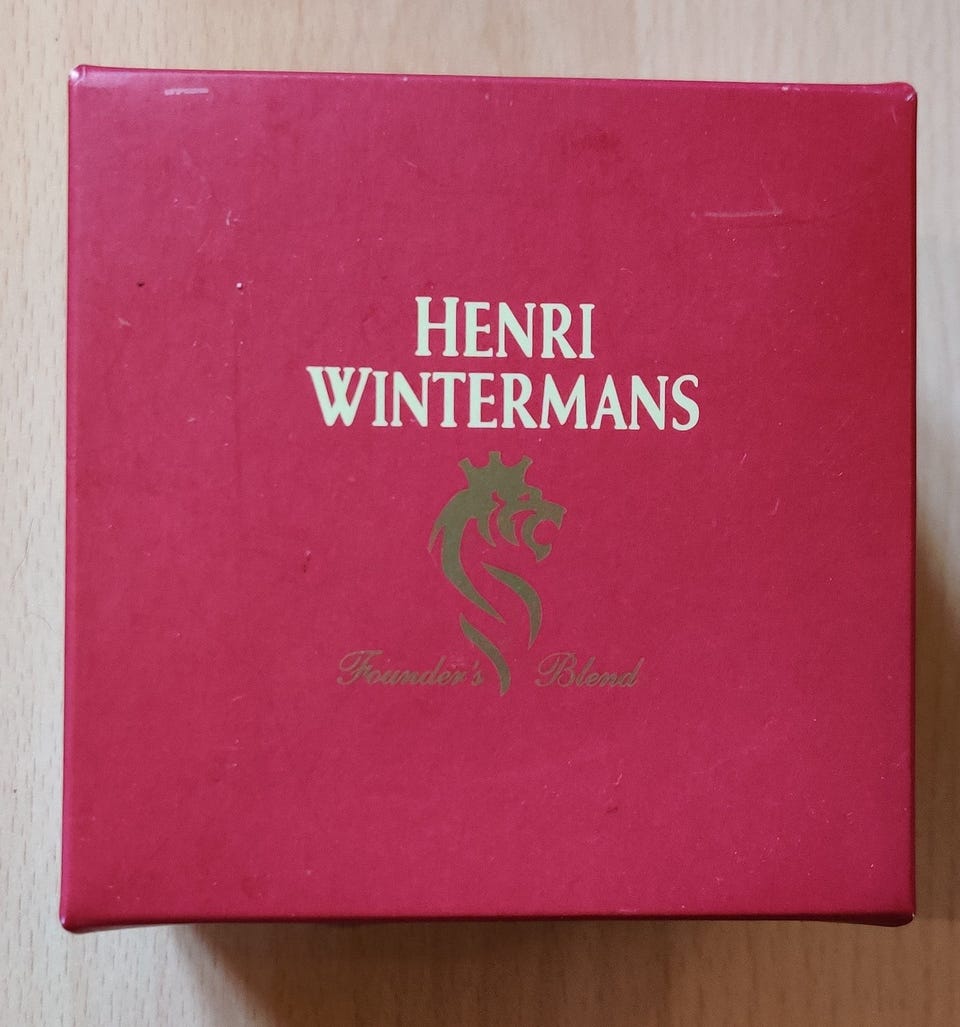 HENRI
WINTERMANS
Founder's Blend